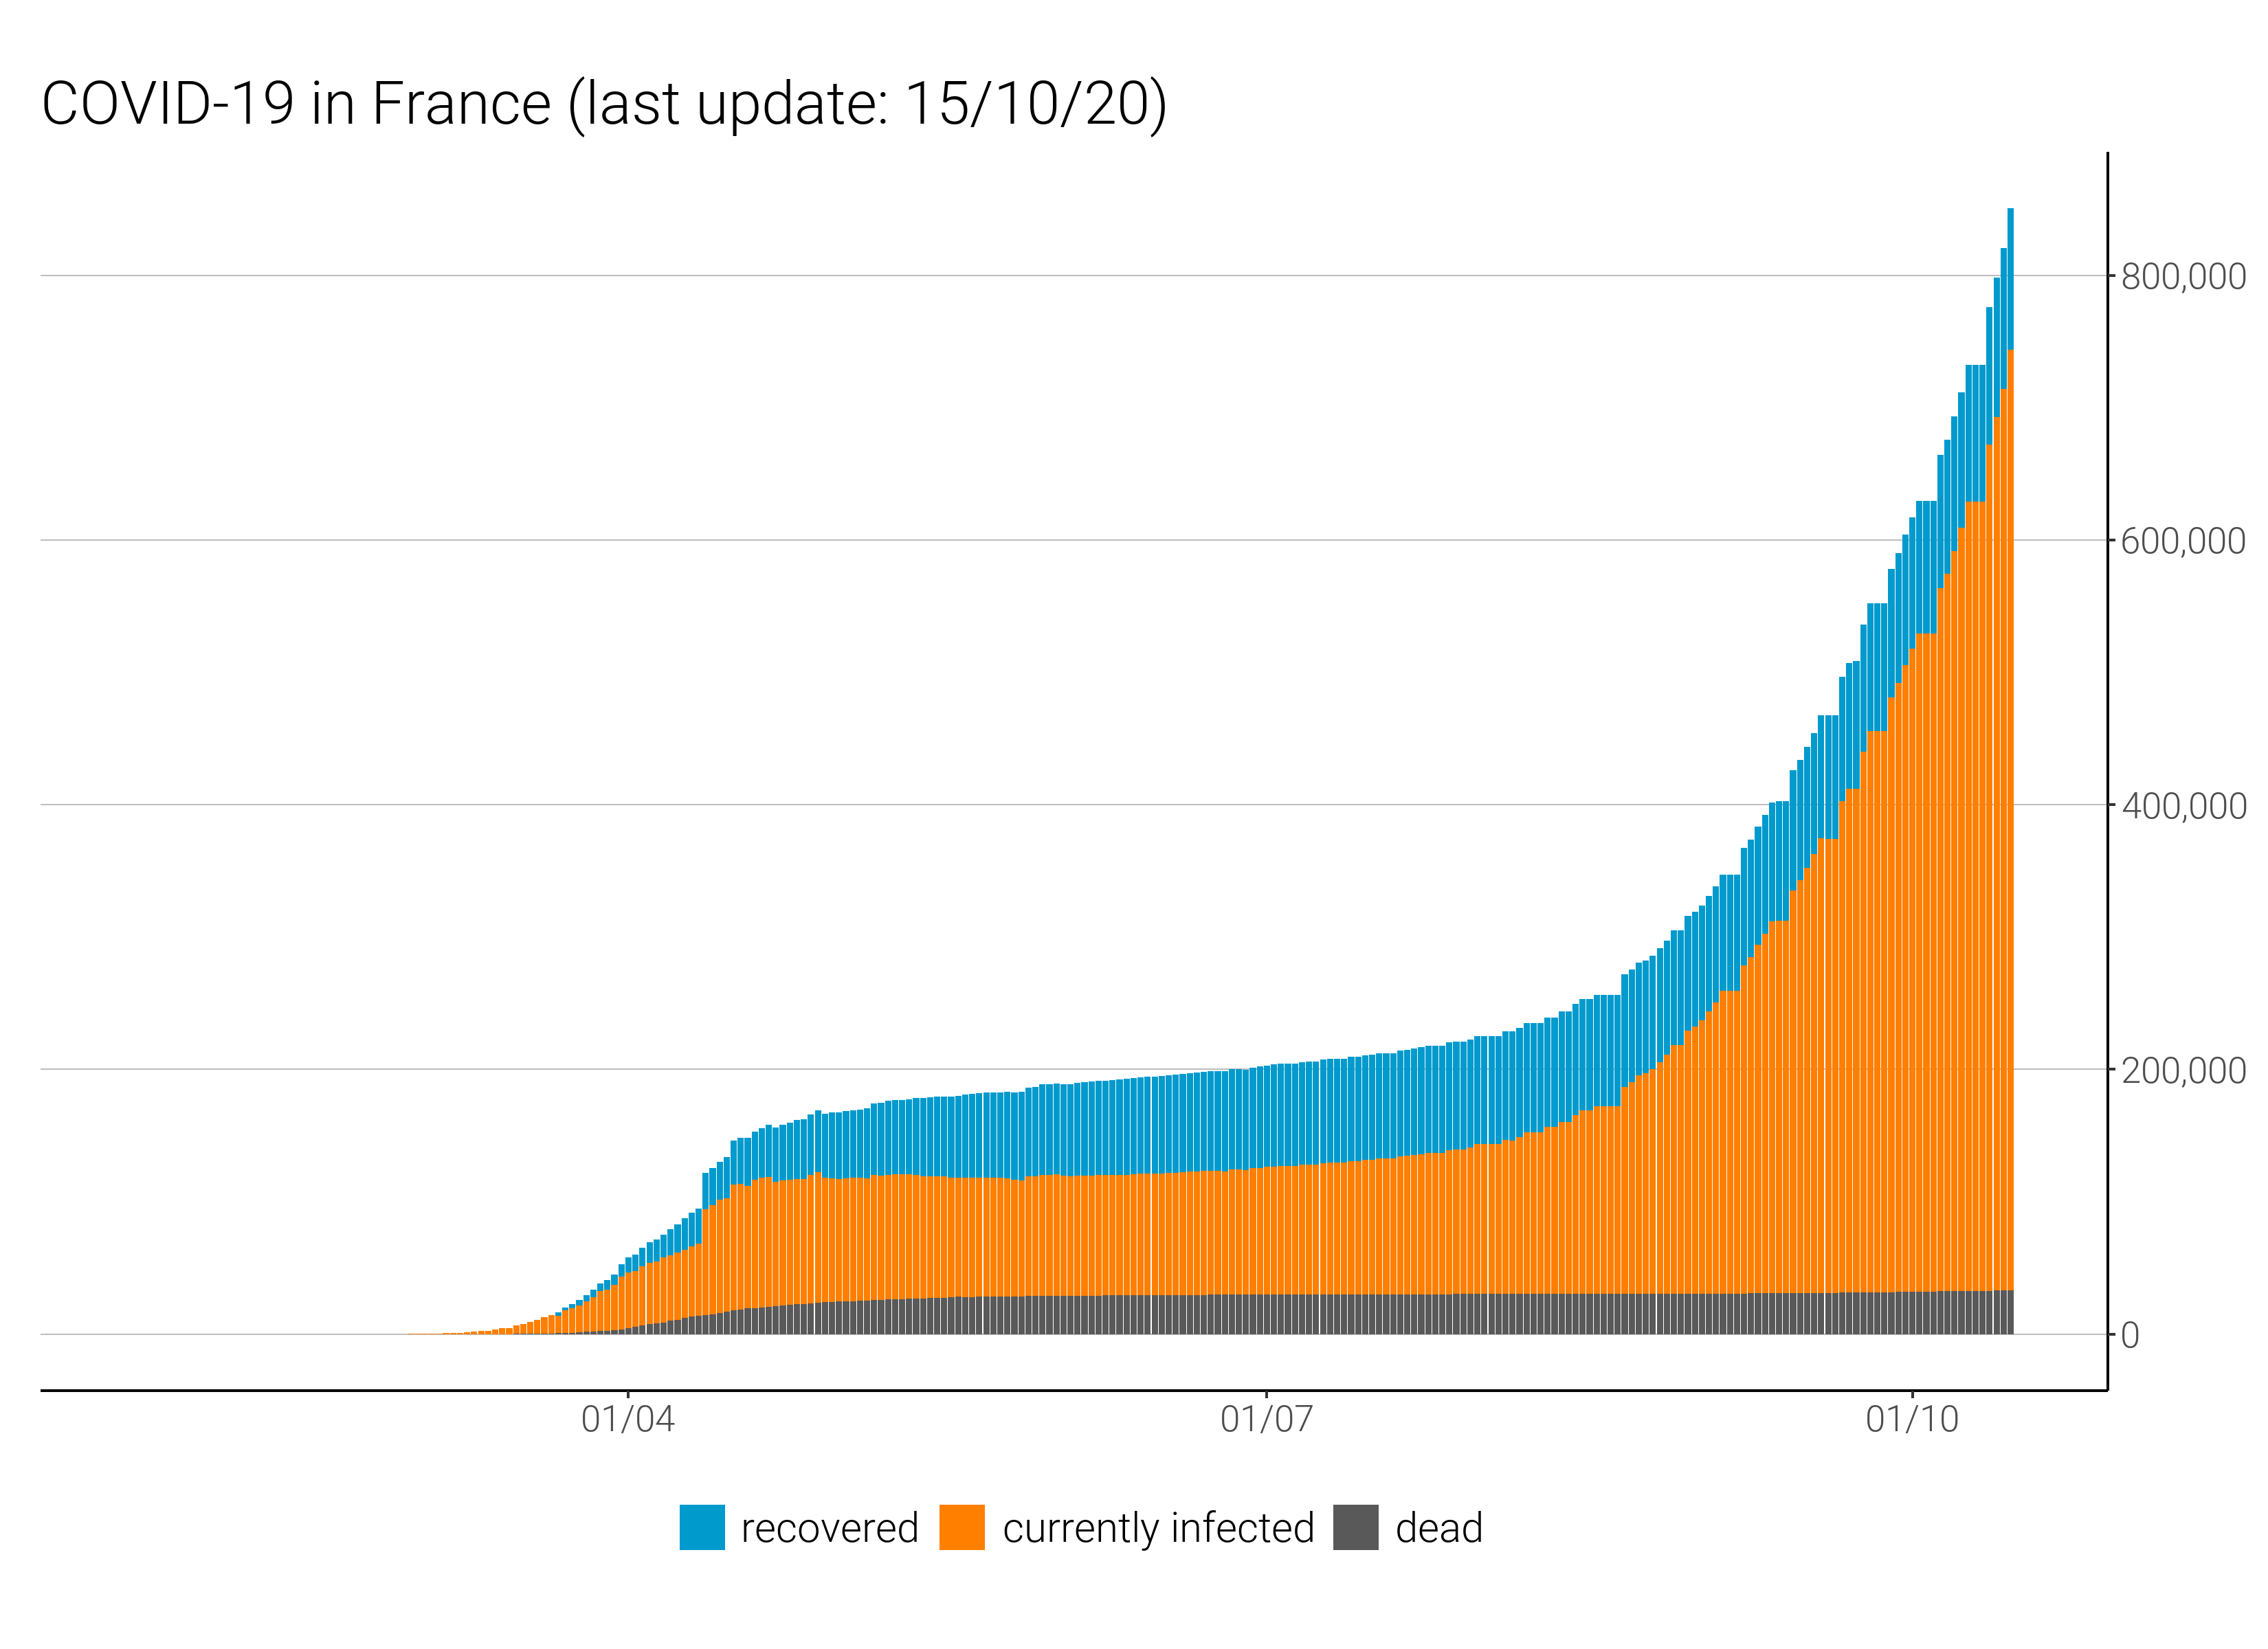 COVID-19 in France (last update: 15/10/20)
800,000
600,000
400,000
200,000
0
01/04 01/07 01/10
recovered currently infected dead